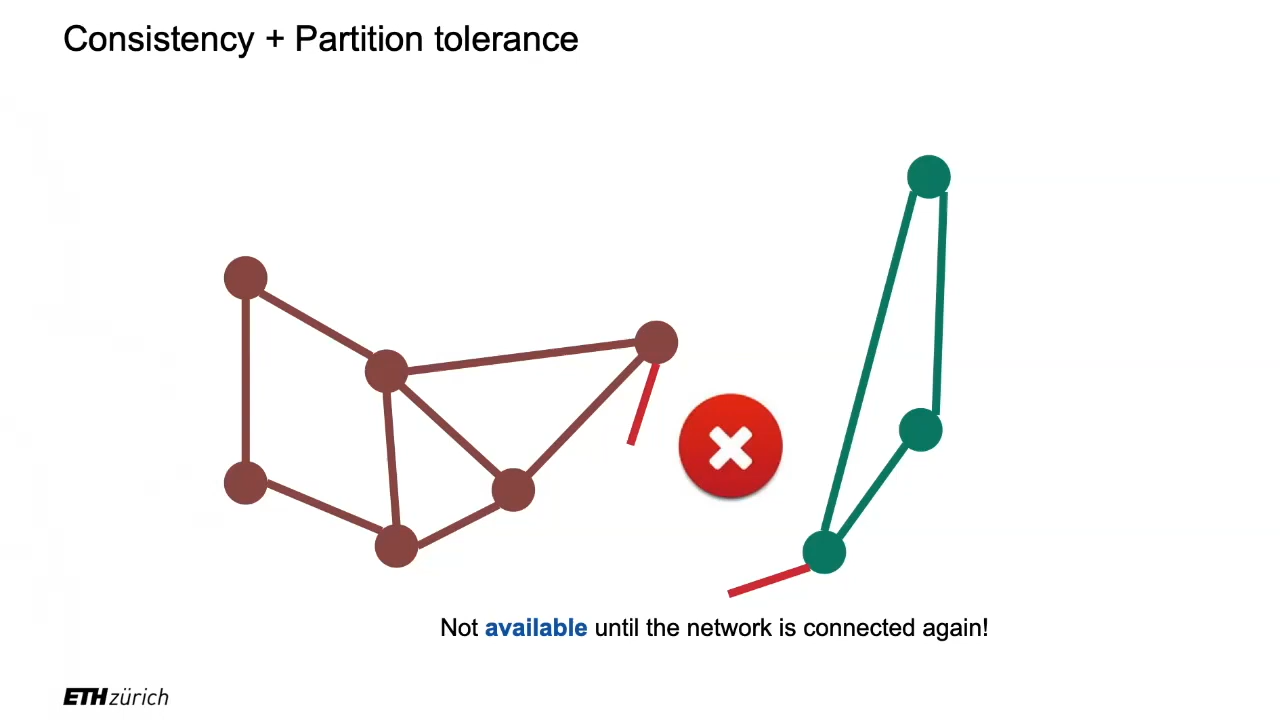 Consistency + Partition tolerance
Not available until the network is connected again!
ETH zürich